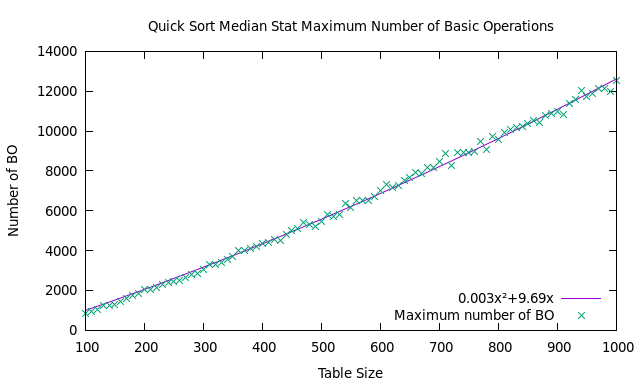 Quick Sort Median Stat Maximum Number of Basic Operations
14000
12000
10000
8000
6000
4000
2000
0
Number of BO
0.003x²+9.69x
Maximum number of BO
100 200 300 400 500 600 700 800 900 1000
Table Size